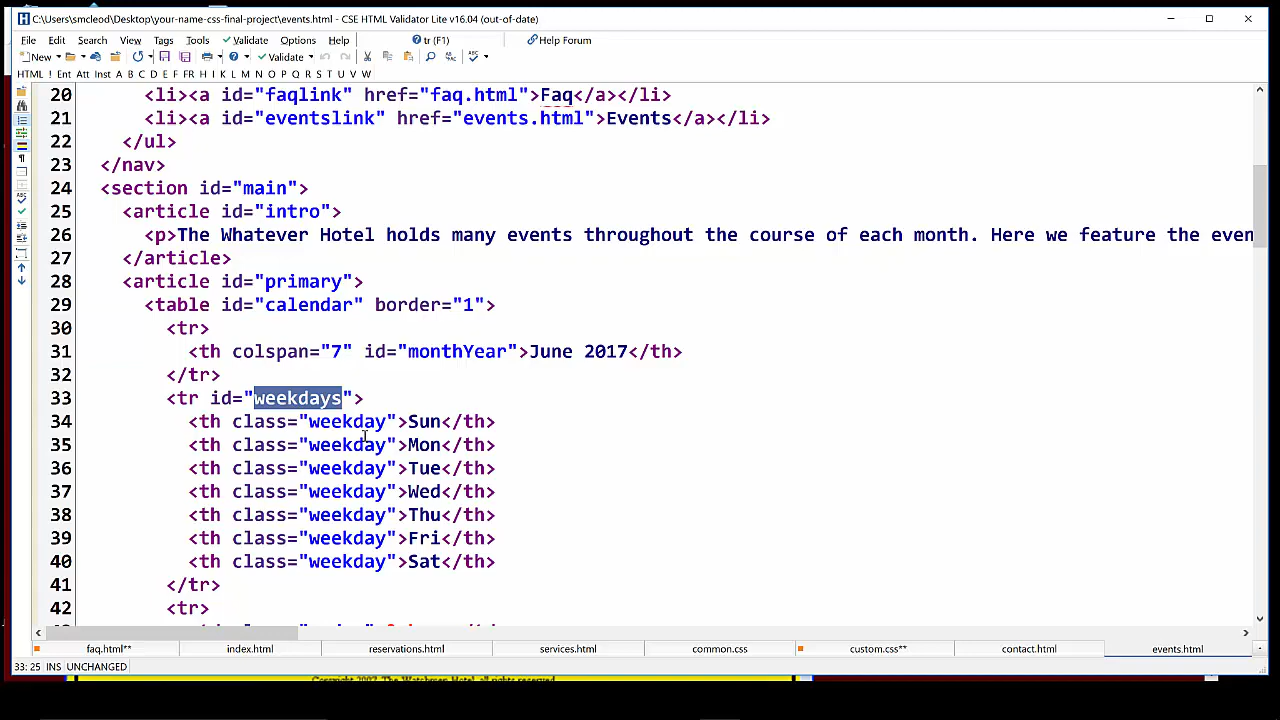 C:\Users\smcleod\Desktop\your-name-css-final-project\events.html - CSE HTML Validator Lite v16.04 (out-of-date)
File Edit Search View Tags Tools Validate Options Help tr (F1) Help Forum
New Validate
HTML ! Ent Att Inst A B C D E F FR H I K L M N O P Q R S T U V W
20 <li><a id="faqlink" href="faq.html">Faq</a></li>
21 <li><a id="eventslink" href="events.html">Events</a></li>
22 </ul>
23 </nav>
24 <section id="main">
25 <article id="intro">
26 <p>The Whatever Hotel holds many events throughout the course of each month. Here we feature the even
27 </article>
28 <article id="primary">
29 <table id="calendar" border="1">
30 <tr>
31 <th colspan="7" id="monthYear">June 2017</th>
32 </tr>
33 <tr id="weekdays">
34 <th class="weekday">Sun</th>
35 <th class="weekday">Mon</th>
36 <th class="weekday">Tue</th>
37 <th class="weekday">Wed</th>
38 <th class="weekday">Thu</th>
39 <th class="weekday">Fri</th>
40 <th class="weekday">Sat</th>
41 </tr>
42 <tr>
faq.html** index.html reservations.html services.html common.css custom.css** contact.html events.html
33: 25 INS UNCHANGED